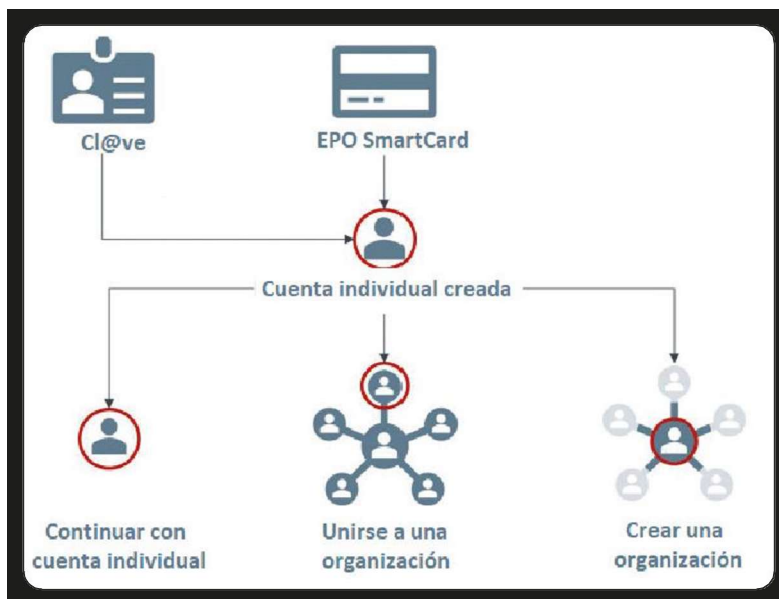 Cl@ve
EPO SmartCard
Cuenta individual creada
Continuar con
cuenta individual
Unirse a una
organización
Crear una
organización